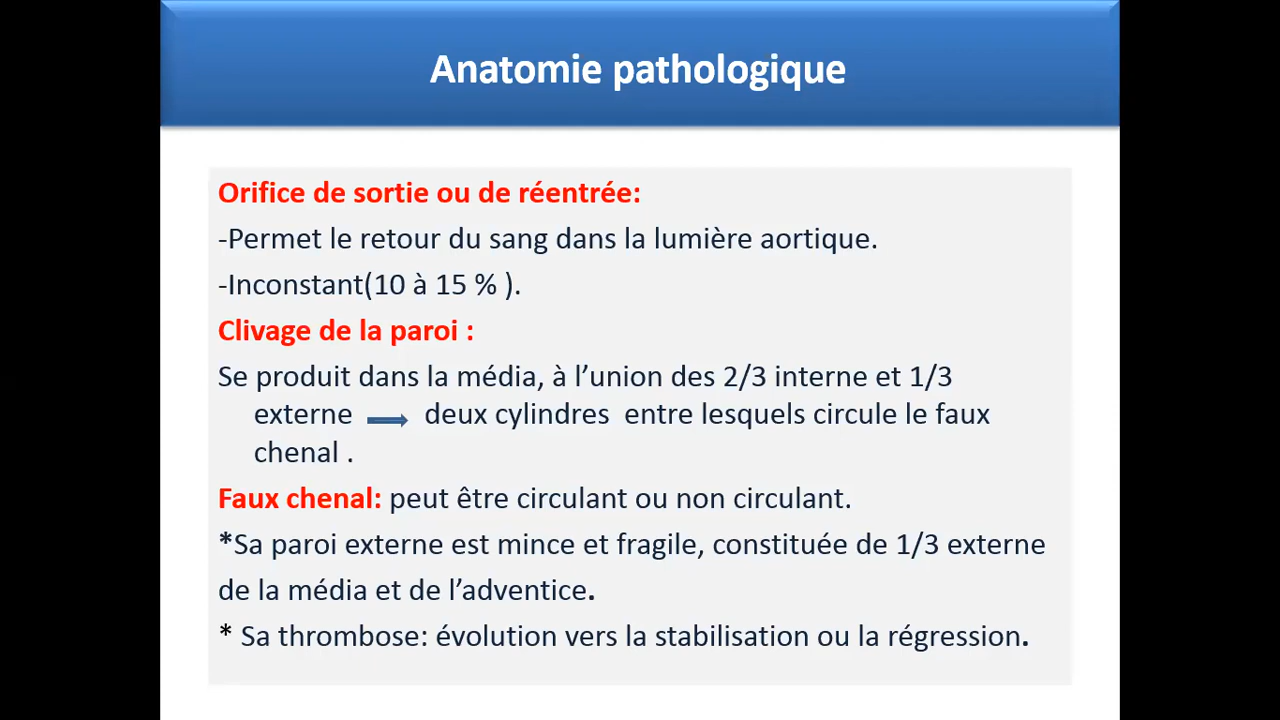 Anatomie pathologique
Orifice de sortie ou de réentrée:
-Permet le retour du sang dans la lumière aortique.
-Inconstant(10 à 15 % ).
Clivage de la paroi :
Se produit dans la média, à l’union des 2/3 interne et 1/3
externe deux cylindres entre lesquels circule le faux
chenal .
Faux chenal: peut être circulant ou non circulant.
*Sa paroi externe est mince et fragile, constituée de 1/3 externe
de la média et de l’adventice.
* Sa thrombose: évolution vers la stabilisation ou la régression.